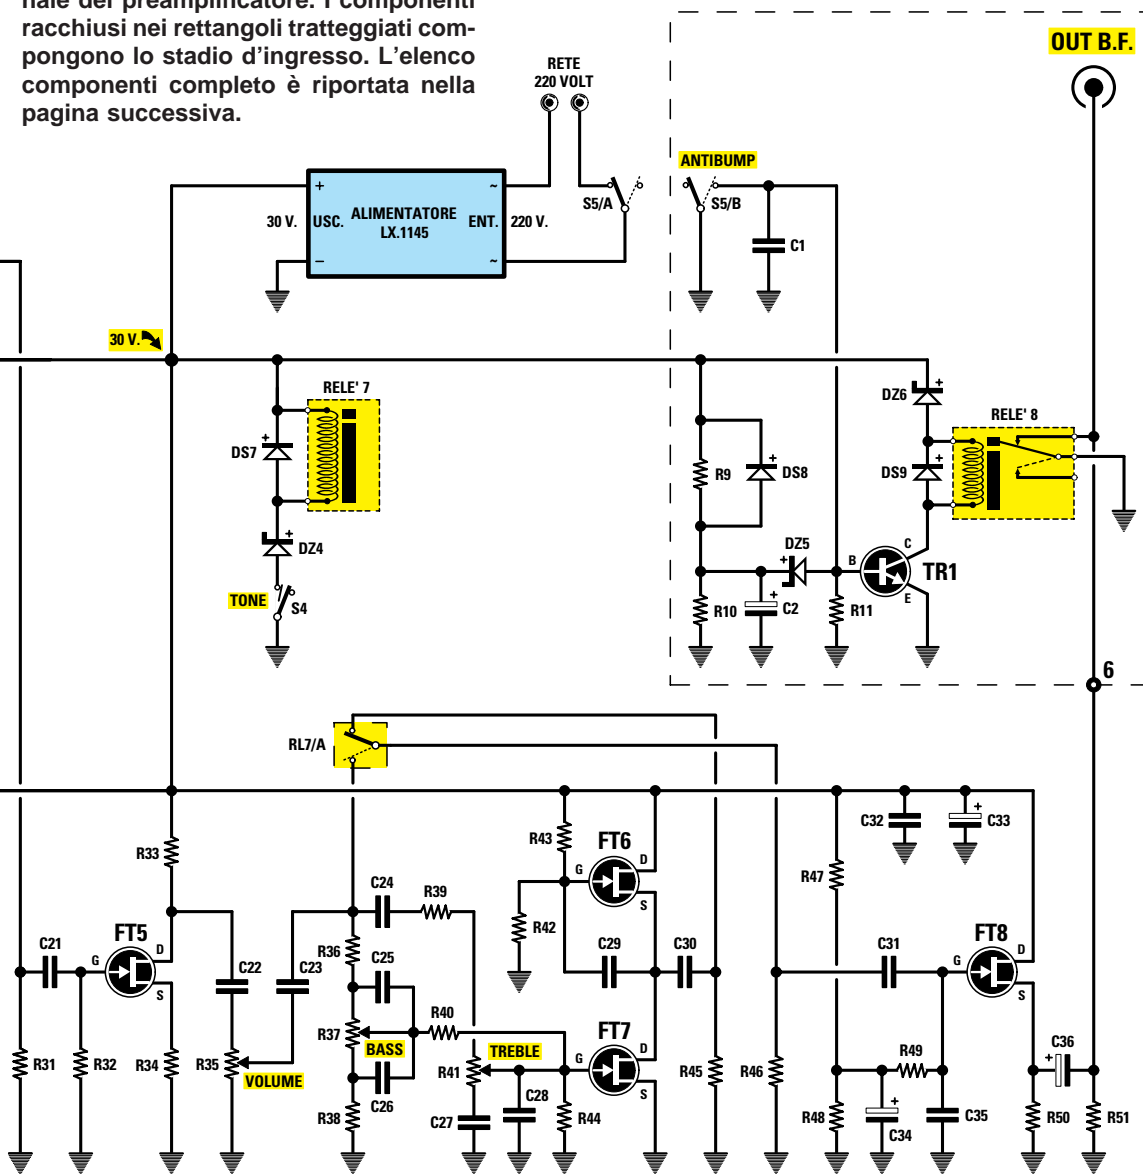 nale del preamplificatore. I componenti
racchiusi nei rettangoli tratteggiati com-
pongono lo stadio d'ingresso. L'elenco
componenti completo è riportata nella
pagina successiva.
OUT B.F.
RETE
220 VOLT
ANTIBUMP
S5/A
S5/B
C1
+
~
30 V.
USC.
ALIMENTATORE
LX.1145
ENT.
220 V.
–
~
30 V.
RELE' 7
DS7
+
DZ4
TONE
S4
R9
+
DS8
DZ6
+
RELE' 8
DS9
+
DZ5
+
B
C
E
TR1
R10
+
C2
R11
6
RL7/A
R33
R43
FT6
G
D
S
C32
+
C33
R47
C24
R39
R42
C21
FT5
G
D
S
C22
C23
R36
C25
C29
C30
C31
FT8
G
D
S
R37
BASS
R40
FT7
G
D
S
R31
R32
R34
R35
VOLUME
C26
R38
R41
TREBLE
C27
C28
R44
R45
R46
R49
R48
+
C34
C35
+
C36
R50
R51